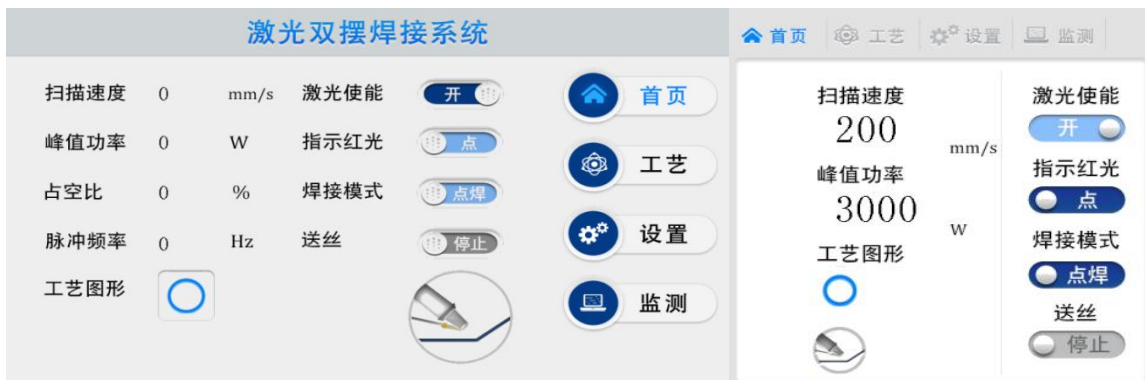 激光双摆焊接系统
扫描速度 0 mm/s 激光使能 开 首页
峰值功率 0 W 指示红光 点
工艺
占空比 0 % 焊接模式 点焊
脉冲频率 0 Hz 送丝 停止 设置
工艺图形
监测
首页 工艺 设置 监测
扫描速度 激光使能
200 mm/s 开
峰值功率 指示红光
3000 W 点
工艺图形 焊接模式
点焊
送丝
停止